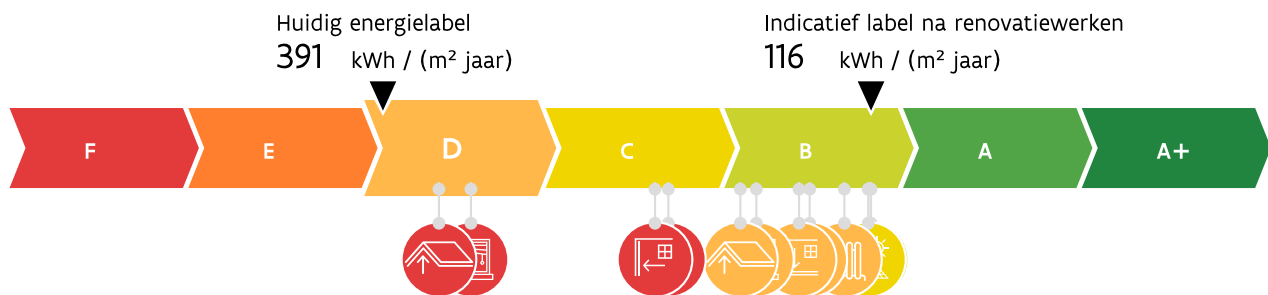 Huidig energielabel
391 kWh / (m² jaar)
Indicatief label na renovatiewerken
116 kWh / (m² jaar)
F E D C B A A+